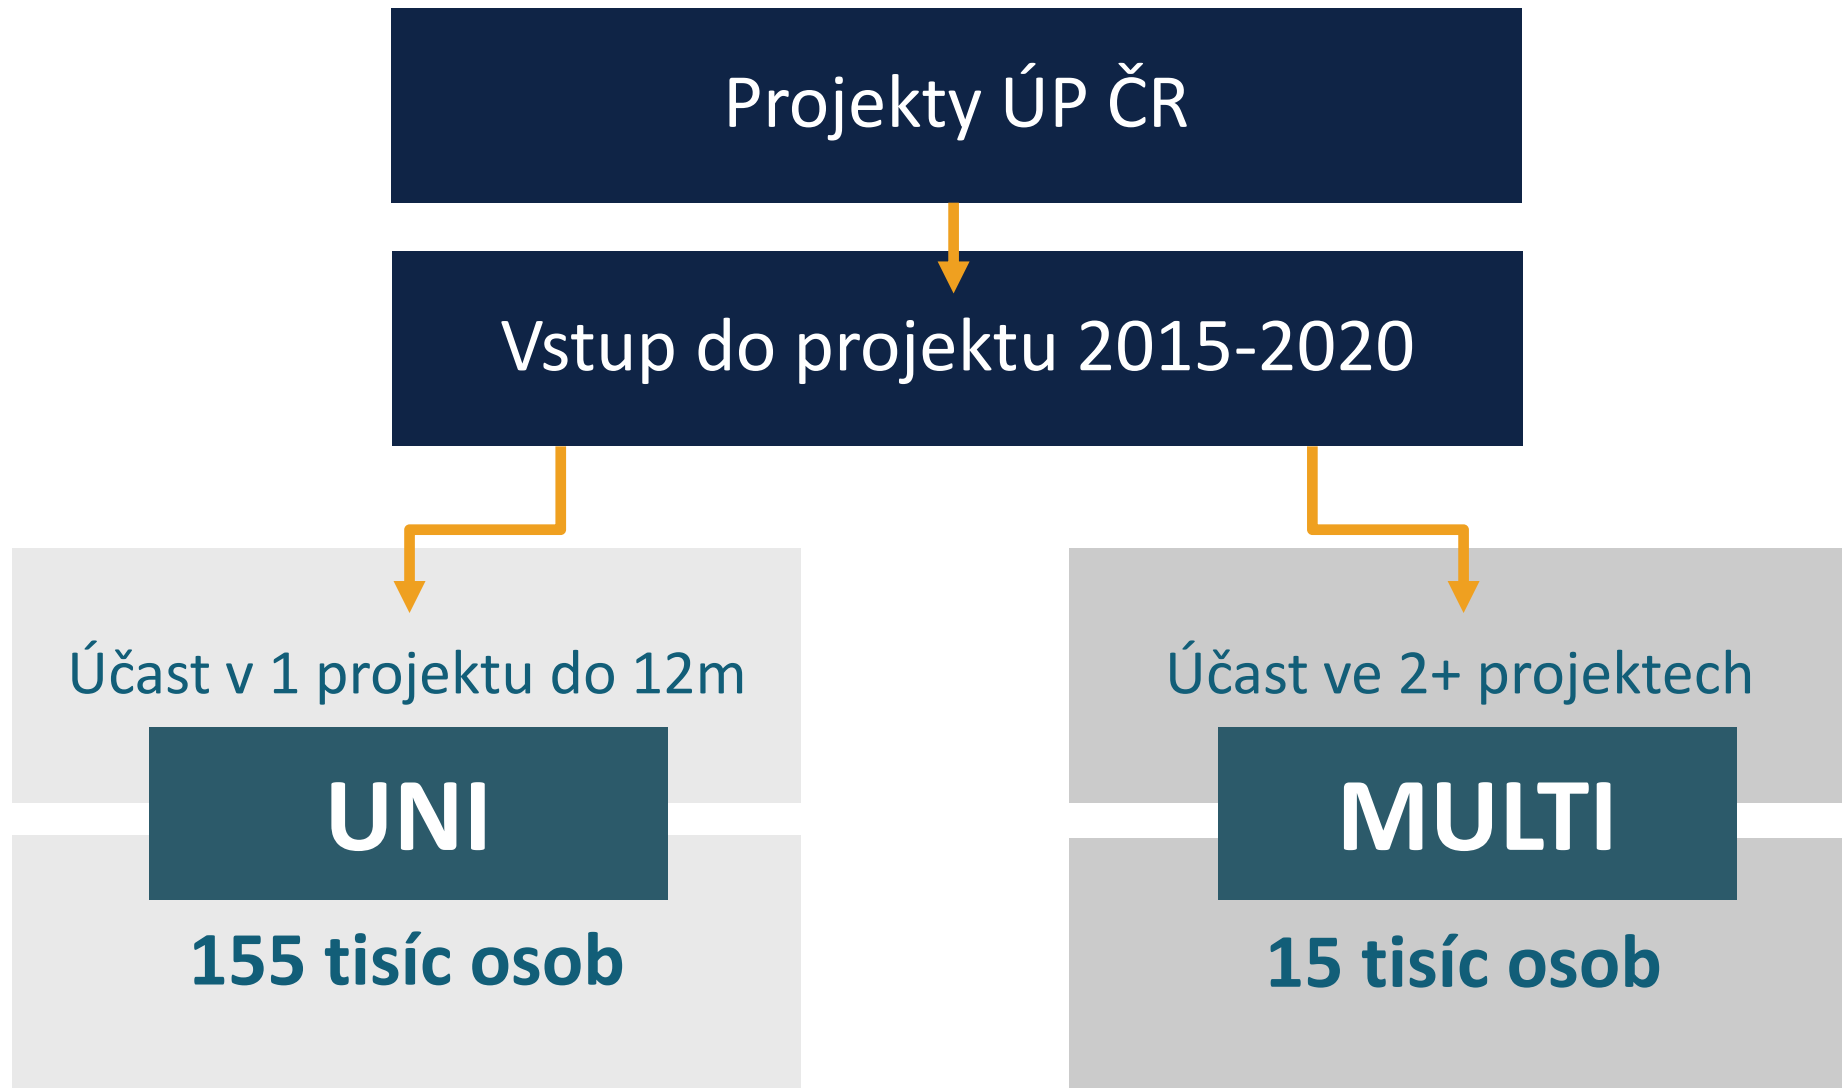 Projekty ÚP ČR
Vstup do projektu 2015-2020
Účast v 1 projektu do 12m
UNI
155 tisíc osob
Účast ve 2+ projektech
MULTI
15 tisíc osob